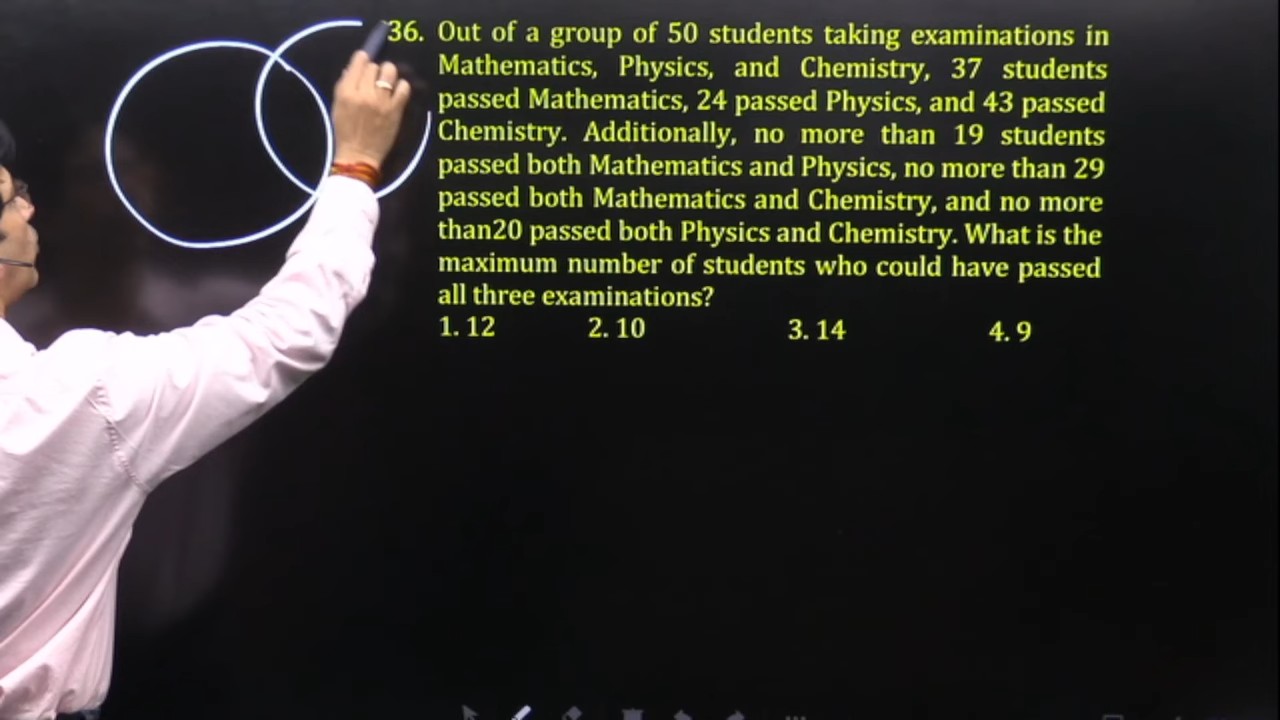 36. Out of a group of 50 students taking examinations in
Mathematics, Physics, and Chemistry, 37 students
passed Mathematics, 24 passed Physics, and 43 passed
Chemistry. Additionally, no more than 19 students
passed both Mathematics and Physics, no more than 29
passed both Mathematics and Chemistry, and no more
than20 passed both Physics and Chemistry. What is the
maximum number of students who could have passed
all three examinations?
1. 12 2. 10 3. 14 4. 9